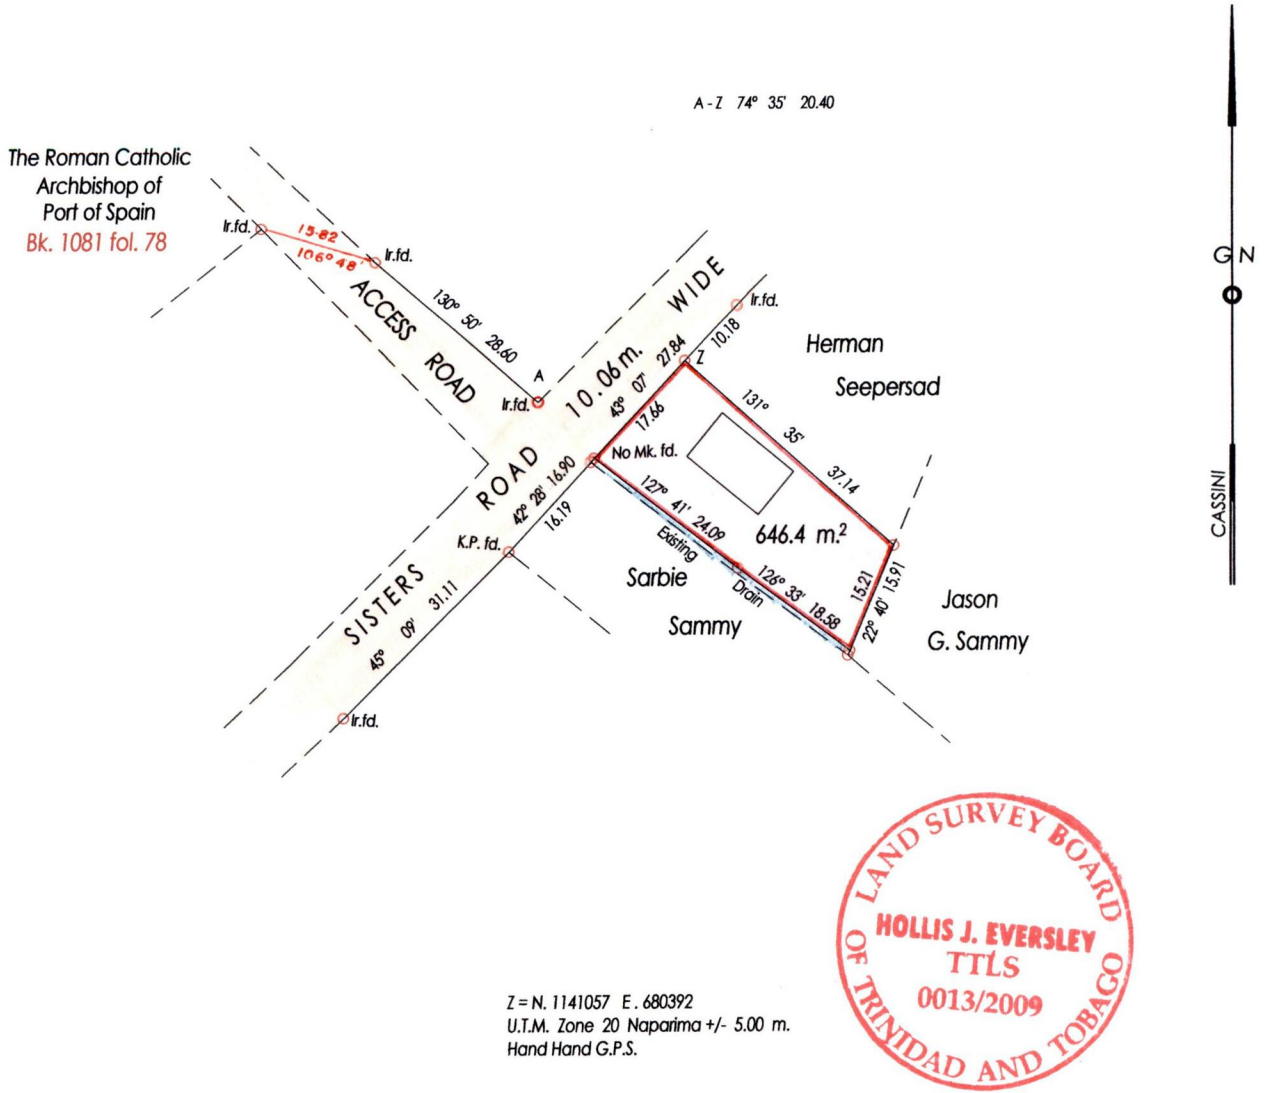 A - Z 74° 35' 20.40
The Roman Catholic
Archbishop of
Port of Spain
Bk. 1081 fol. 78
Ir.fd.
15.82
106° 48'
Ir.fd.
ACCESS ROAD
130° 50' 28.60
A
Ir.fd.
SISTERS ROAD 10.06 m. WIDE
43° 07' 27.84
10.18
Ir.fd.
Z
17.66
No Mk. fd.
42° 28' 16.90
16.19
K.P. fd.
45° 09' 31.11
Ir.fd.
Herman
Seepersad
131° 35' 37.14
127° 41' 24.09
646.4 m.²
Existing Drain
126° 33' 18.58
15.21
22° 40' 15.91
Sarbie
Sammy
Jason
G. Sammy
G N
CASSINI
Z = N. 1141057 E. 680392
U.T.M. Zone 20 Naparima +/- 5.00 m.
Hand Hand G.P.S.
LAND SURVEY BOARD
HOLLIS J. EVERSLEY
TTLS
0013/2009
OF TRINIDAD AND TOBAGO